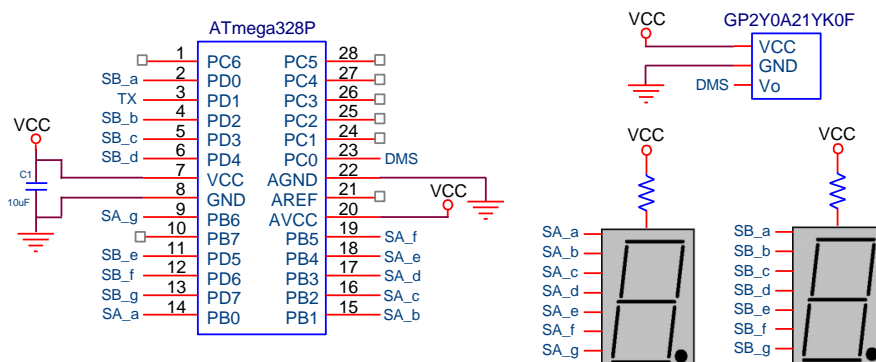 ATmega328P
1 PC6 PC5 28
SB_a 2 PD0 PC4 27
TX 3 PD1 PC3 26
SB_b 4 PD2 PC2 25
SB_c 5 PD3 PC1 24
SB_d 6 PD4 PC0 23 DMS
7 VCC AGND 22
8 GND AREF 21
SA_g 9 PB6 AVCC 20
10 PB7 PB5 19 SA_f
SB_e 11 PD5 PB4 18 SA_e
SB_f 12 PD6 PB3 17 SA_d
SB_g 13 PD7 PB2 16 SA_c
SA_a 14 PB0 PB1 15 SA_b
VCC
C1
10uF
VCC
VCC
GP2Y0A21YK0F
VCC
GND
DMS Vo
VCC
SA_a
SA_b
SA_c
SA_d
SA_e
SA_f
SA_g
VCC
SB_a
SB_b
SB_c
SB_d
SB_e
SB_f
SB_g